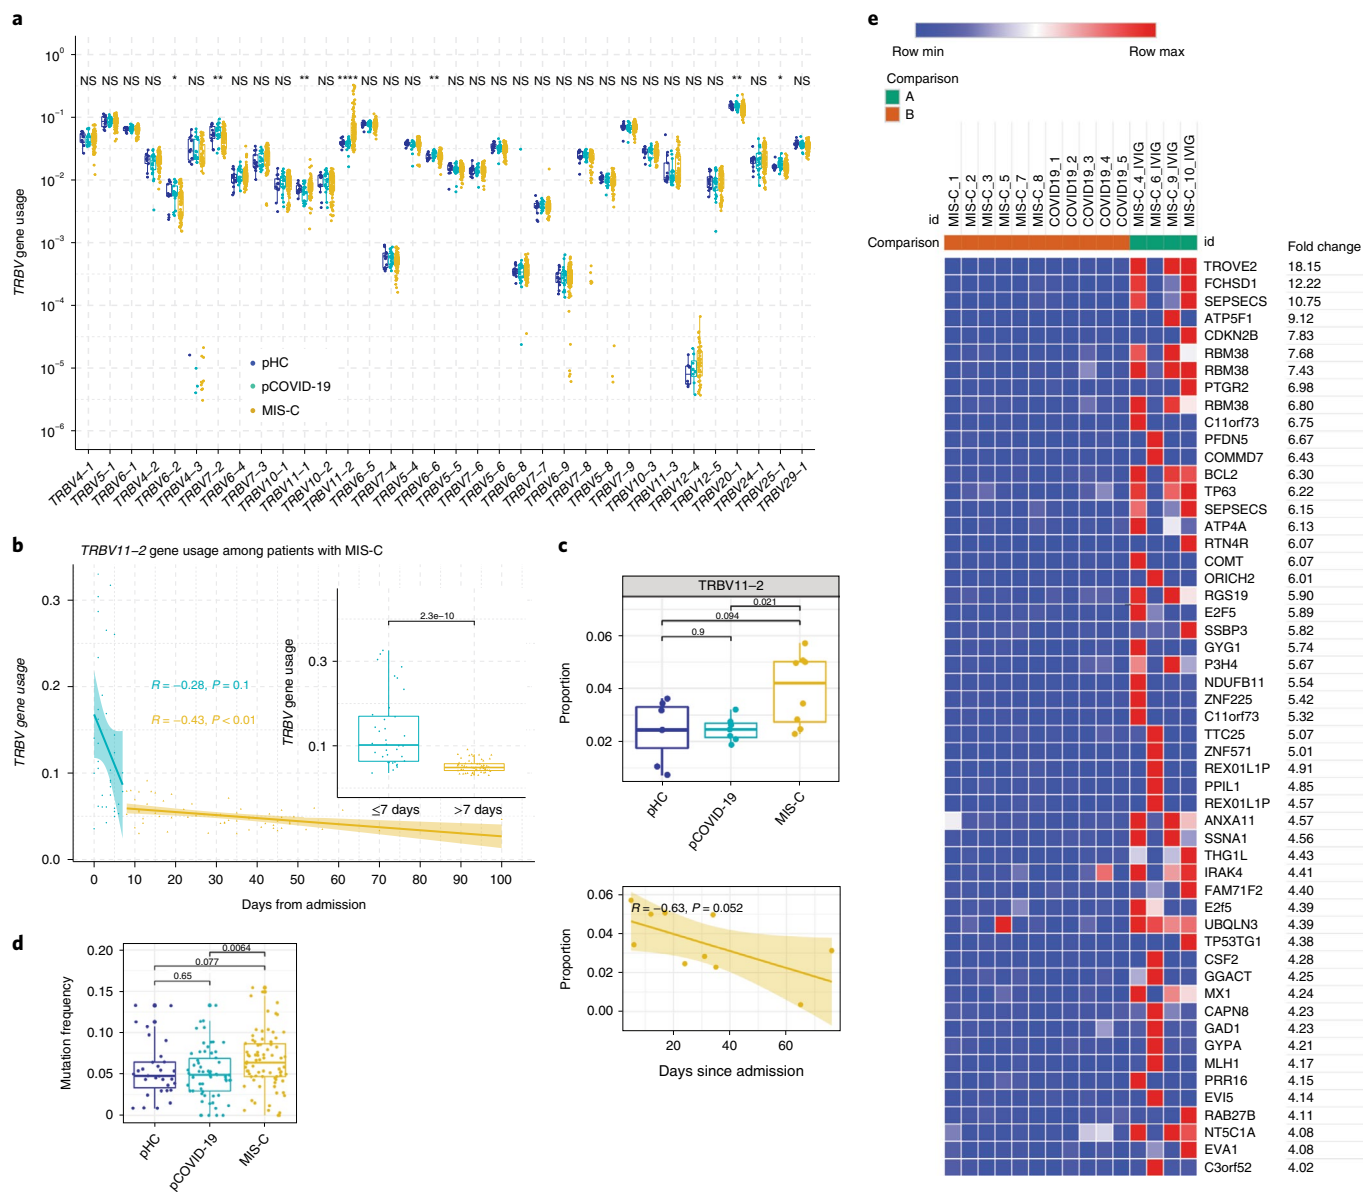 a
TRBV gene usage
10⁰
10⁻¹
10⁻²
10⁻³
10⁻⁴
10⁻⁵
10⁻⁶
NS NS NS NS * NS ** NS NS NS ** NS **** NS NS NS ** NS NS NS NS NS NS NS NS NS NS NS NS NS ** NS * NS
pHC
pCOVID-19
MIS-C
TRBV4–1
TRBV5–1
TRBV6–1
TRBV4–2
TRBV6–2
TRBV4–3
TRBV7–2
TRBV6–4
TRBV7–3
TRBV10–1
TRBV11–1
TRBV10–2
TRBV11–2
TRBV6–5
TRBV7–4
TRBV5–4
TRBV6–6
TRBV5–5
TRBV7–6
TRBV5–6
TRBV6–8
TRBV7–7
TRBV6–9
TRBV7–8
TRBV5–8
TRBV7–9
TRBV10–3
TRBV11–3
TRBV12–4
TRBV12–5
TRBV20–1
TRBV24–1
TRBV25–1
TRBV29–1
b
TRBV11–2 gene usage among patients with MIS-C
TRBV gene usage
0.3
0.2
0.1
0.0
R = −0.28, P = 0.1
R = −0.43, P < 0.01
0 10 20 30 40 50 60 70 80 90 100
Days from admission
TRBV gene usage
0.3
0.1
2.3e−10
≤7 days >7 days
c
TRBV11−2
Proportion
0.06
0.04
0.02
0.021
0.094
0.9
pHC
pCOVID-19
MIS-C
Proportion
0.06
0.04
0.02
0.00
R = −0.63, P = 0.052
20 40 60
Days since admission
d
Mutation frequency
0.20
0.15
0.10
0.05
0
0.0064
0.077
0.65
pHC
pCOVID-19
MIS-C
e
Row min Row max
Comparison
A
B
id
MIS-C_1
MIS-C_2
MIS-C_3
MIS-C_5
MIS-C_7
MIS-C_8
COVID19_1
COVID19_2
COVID19_3
COVID19_4
COVID19_5
MIS-C_4_IVIG
MIS-C_6_IVIG
MIS-C_9_IVIG
MIS-C_10_IVIG
Comparison id Fold change
TROVE2 18.15
FCHSD1 12.22
SEPSECS 10.75
ATP5F1 9.12
CDKN2B 7.83
RBM38 7.68
RBM38 7.43
PTGR2 6.98
RBM38 6.80
C11orf73 6.75
PFDN5 6.67
COMMD7 6.43
BCL2 6.30
TP63 6.22
SEPSECS 6.15
ATP4A 6.13
RTN4R 6.07
COMT 6.07
ORICH2 6.01
RGS19 5.90
E2F5 5.89
SSBP3 5.82
GYG1 5.74
P3H4 5.67
NDUFB11 5.54
ZNF225 5.42
C11orf73 5.32
TTC25 5.07
ZNF571 5.01
REX01L1P 4.91
PPIL1 4.85
REX01L1P 4.57
ANXA11 4.57
SSNA1 4.56
THG1L 4.43
IRAK4 4.41
FAM71F2 4.40
E2f5 4.39
UBQLN3 4.39
TP53TG1 4.38
CSF2 4.28
GGACT 4.25
MX1 4.24
CAPN8 4.23
GAD1 4.23
GYPA 4.21
MLH1 4.17
PRR16 4.15
EVI5 4.14
RAB27B 4.11
NT5C1A 4.08
EVA1 4.08
C3orf52 4.02